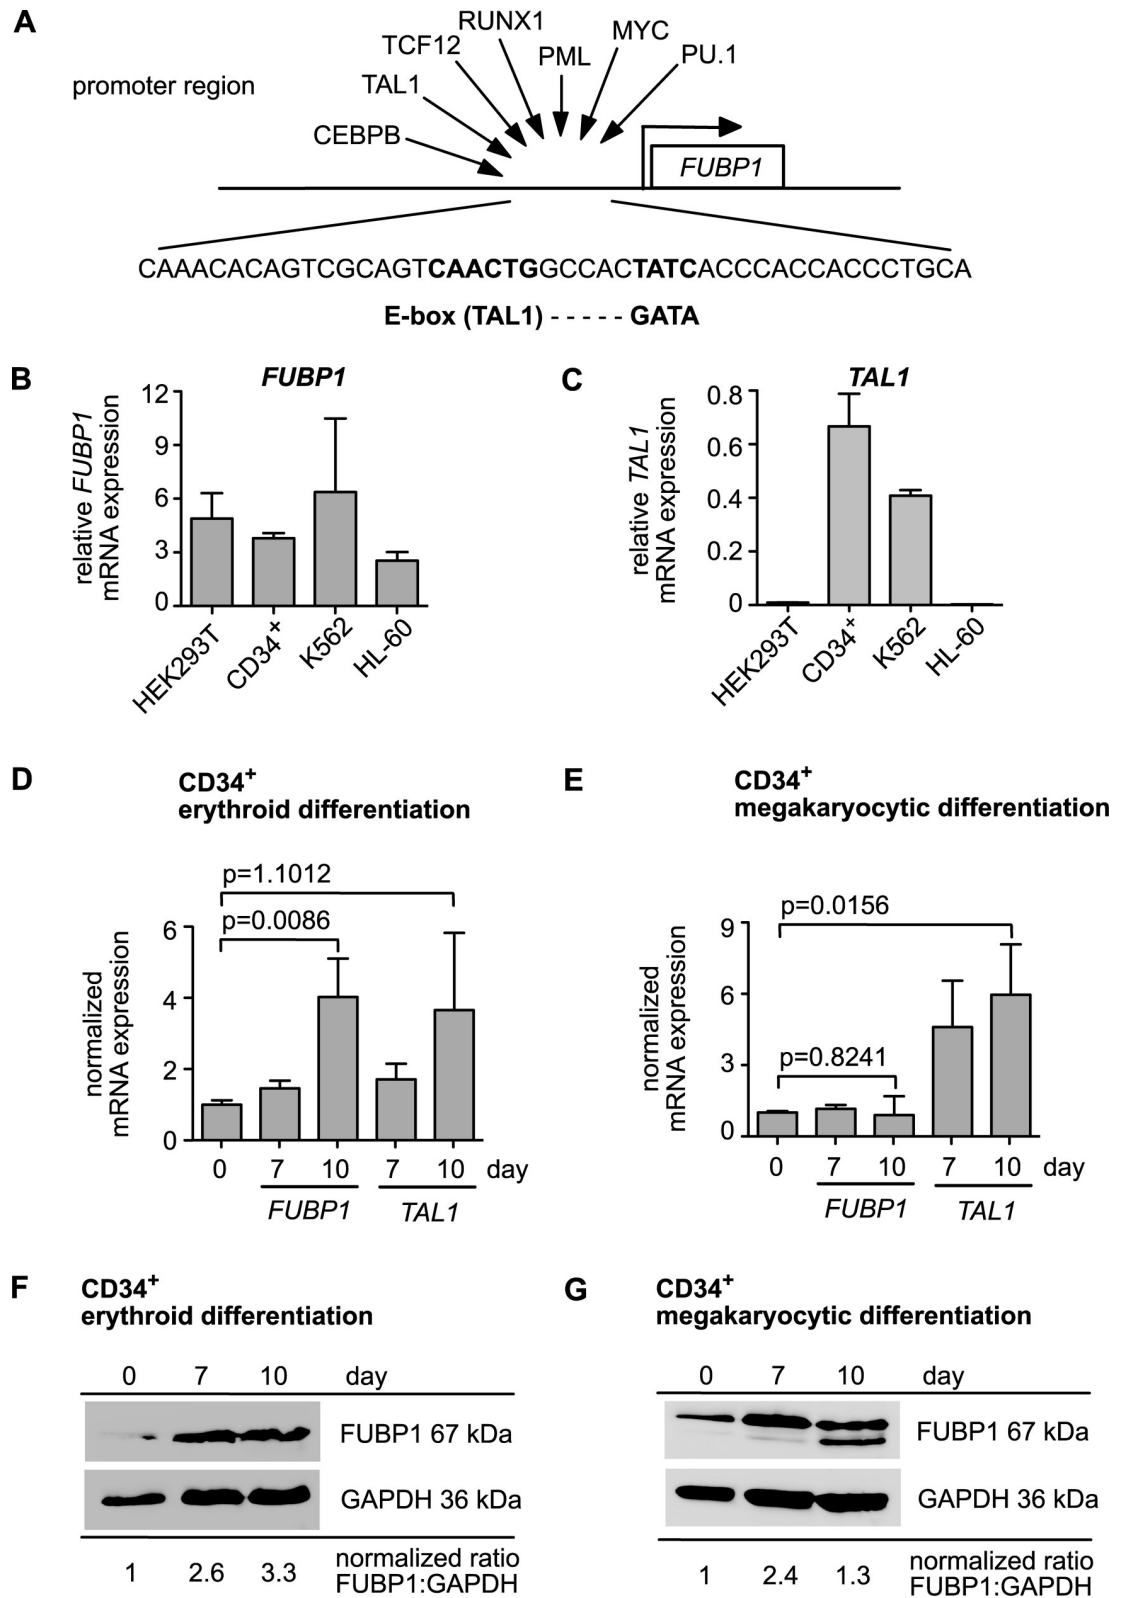 A
promoter region
CEBPB
TAL1
TCF12
RUNX1
PML
MYC
PU.1
FUBP1
CAAACACAGTCGCAGTCAACTGGCCACTATCACCCACCACCCTGCA
E-box (TAL1) - - - - - GATA
B
FUBP1
relative FUBP1
mRNA expression
12
9
6
3
0
HEK293T
CD34+
K562
HL-60
C
TAL1
relative TAL1
mRNA expression
0.8
0.6
0.4
0.2
0
HEK293T
CD34+
K562
HL-60
D
CD34+
erythroid differentiation
p=1.1012
p=0.0086
normalized
mRNA expression
6
4
2
0
0 7 10 7 10 day
FUBP1 TAL1
E
CD34+
megakaryocytic differentiation
p=0.0156
p=0.8241
normalized
mRNA expression
9
6
3
0
0 7 10 7 10 day
FUBP1 TAL1
F
CD34+
erythroid differentiation
0 7 10 day
FUBP1 67 kDa
GAPDH 36 kDa
1 2.6 3.3 normalized ratio
FUBP1:GAPDH
G
CD34+
megakaryocytic differentiation
0 7 10 day
FUBP1 67 kDa
GAPDH 36 kDa
1 2.4 1.3 normalized ratio
FUBP1:GAPDH